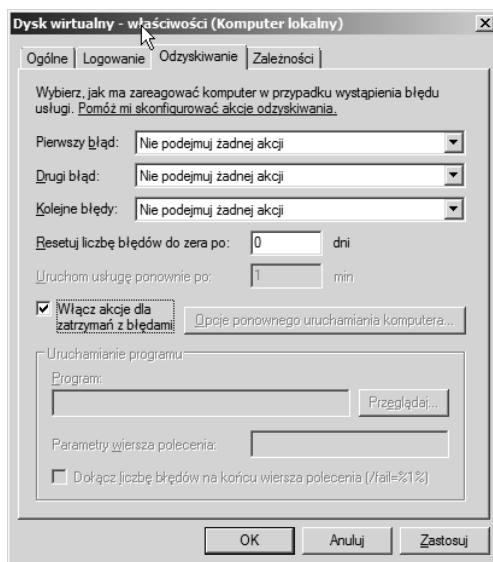 Dysk wirtualny - właściwości (Komputer lokalny)
Ogólne Logowanie Odzyskiwanie Zależności
Wybierz, jak ma zareagować komputer w przypadku wystąpienia błędu
usługi. Pomóż mi skonfigurować akcje odzyskiwania.
Pierwszy błąd: Nie podejmuj żadnej akcji
Drugi błąd: Nie podejmuj żadnej akcji
Kolejne błędy: Nie podejmuj żadnej akcji
Resetuj liczbę błędów do zera po: 0 dni
Uruchom usługę ponownie po: 1 min
Włącz akcje dla
zatrzymań z błędami
Opcje ponownego uruchamiania komputera...
Uruchamianie programu
Program:
Przeglądaj...
Parametry wiersza polecenia:
Dołącz liczbę błędów na końcu wiersza polecenia (/fail=%1%)
OK Anuluj Zastosuj